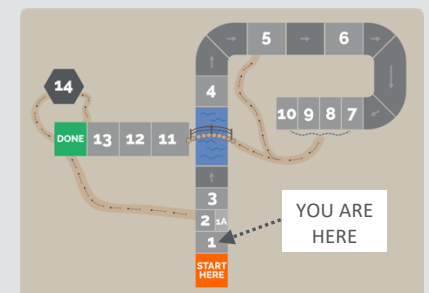 5
6
14
4
10 9 8 7
DONE 13 12 11
3
2 1A
YOU ARE
HERE
1
START
HERE